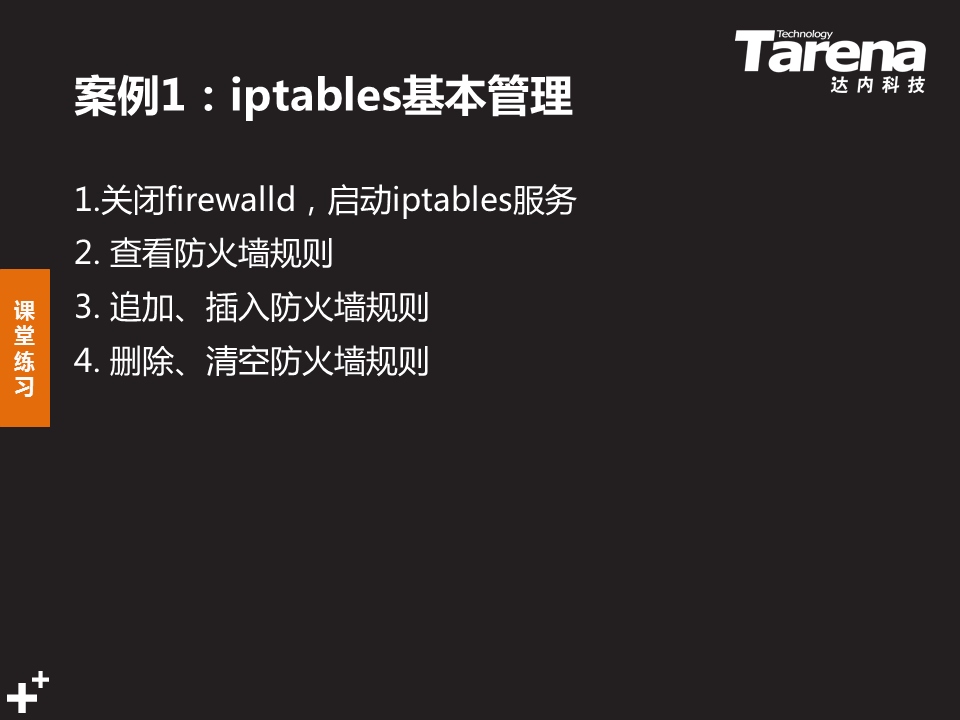 Technology
Tarena
达内科技
案例1：iptables基本管理
1.关闭firewalld，启动iptables服务
2. 查看防火墙规则
3. 追加、插入防火墙规则
4. 删除、清空防火墙规则
课
堂
练
习